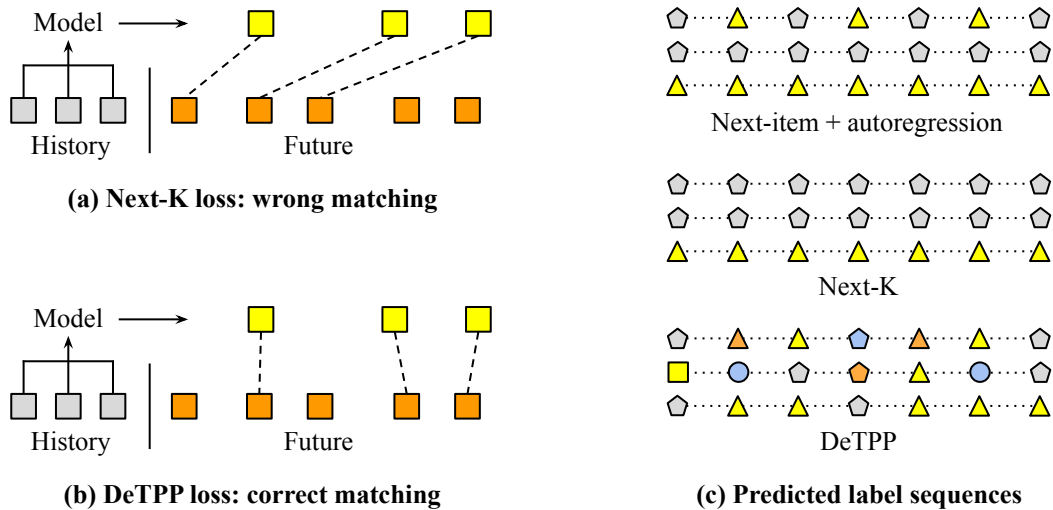 Model
History
Future
(a) Next-K loss: wrong matching
Model
History
Future
(b) DeTPP loss: correct matching
Next-item + autoregression
Next-K
DeTPP
(c) Predicted label sequences